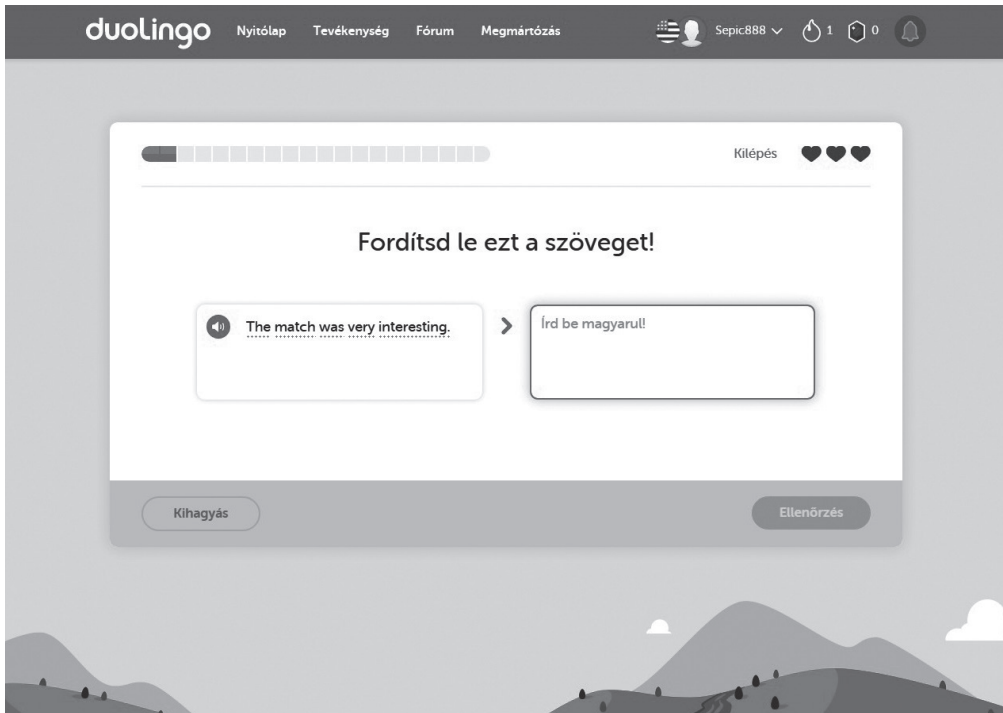 duolingo Nyitólap Tevékenység Fórum Megmártózás Sepic888 1 0
Kilépés
Fordítsd le ezt a szöveget!
The match was very interesting. Írd be magyarul!
Kihagyás Ellenőrzés